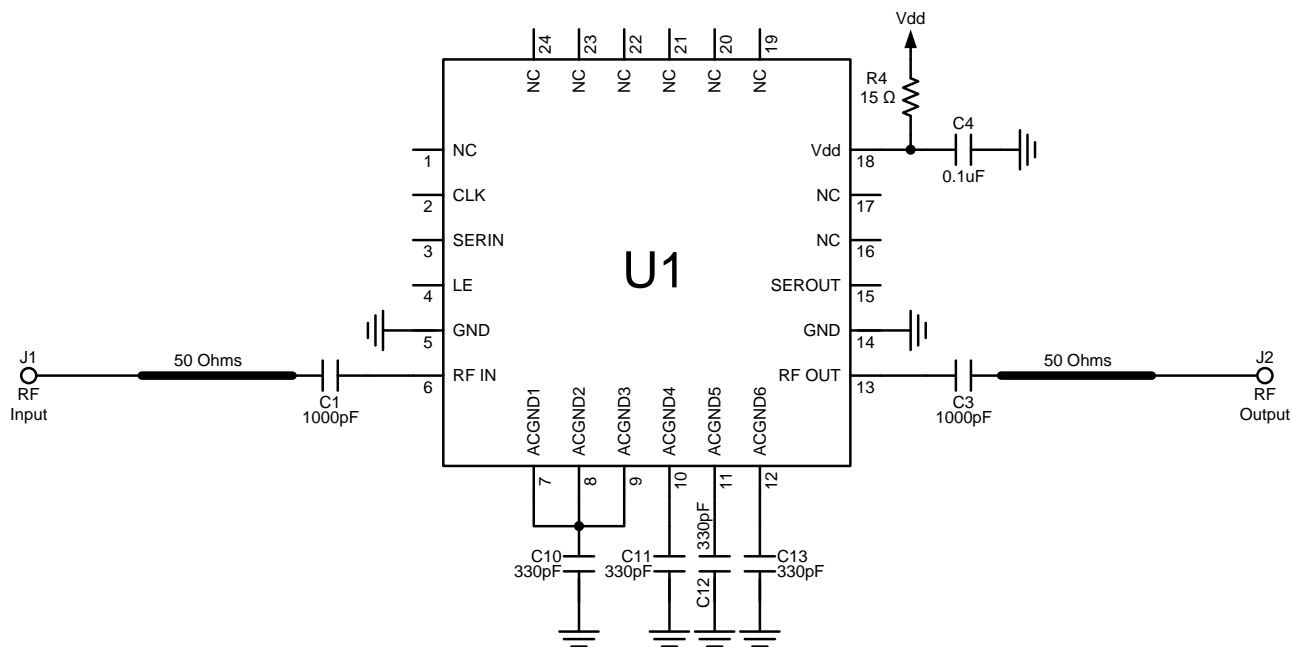 24
23
22
21
20
19
NC
NC
NC
NC
NC
NC
Vdd
R4
15 Ω
C4
0.1uF
1
NC
2
CLK
3
SERIN
4
LE
5
GND
6
RF IN
U1
Vdd
18
NC
17
NC
16
SEROUT
15
GND
14
RF OUT
13
J1
RF
Input
50 Ohms
C1
1000pF
C3
1000pF
50 Ohms
J2
RF
Output
ACGND1
ACGND2
ACGND3
ACGND4
ACGND5
ACGND6
7
8
9
10
11
12
C10
330pF
C11
330pF
330pF
C12
C13
330pF